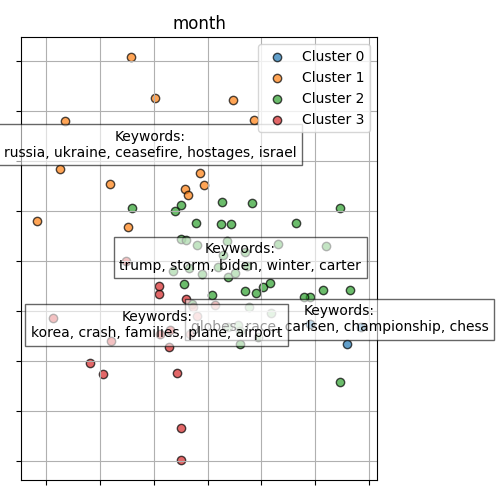 month
Cluster 0
Cluster 1
Cluster 2
Cluster 3
Keywords:
russia, ukraine, ceasefire, hostages, israel
Keywords:
trump, storm, biden, winter, carter
Keywords:
korea, crash, families, plane, airport
Keywords:
globes, race, carlsen, championship, chess